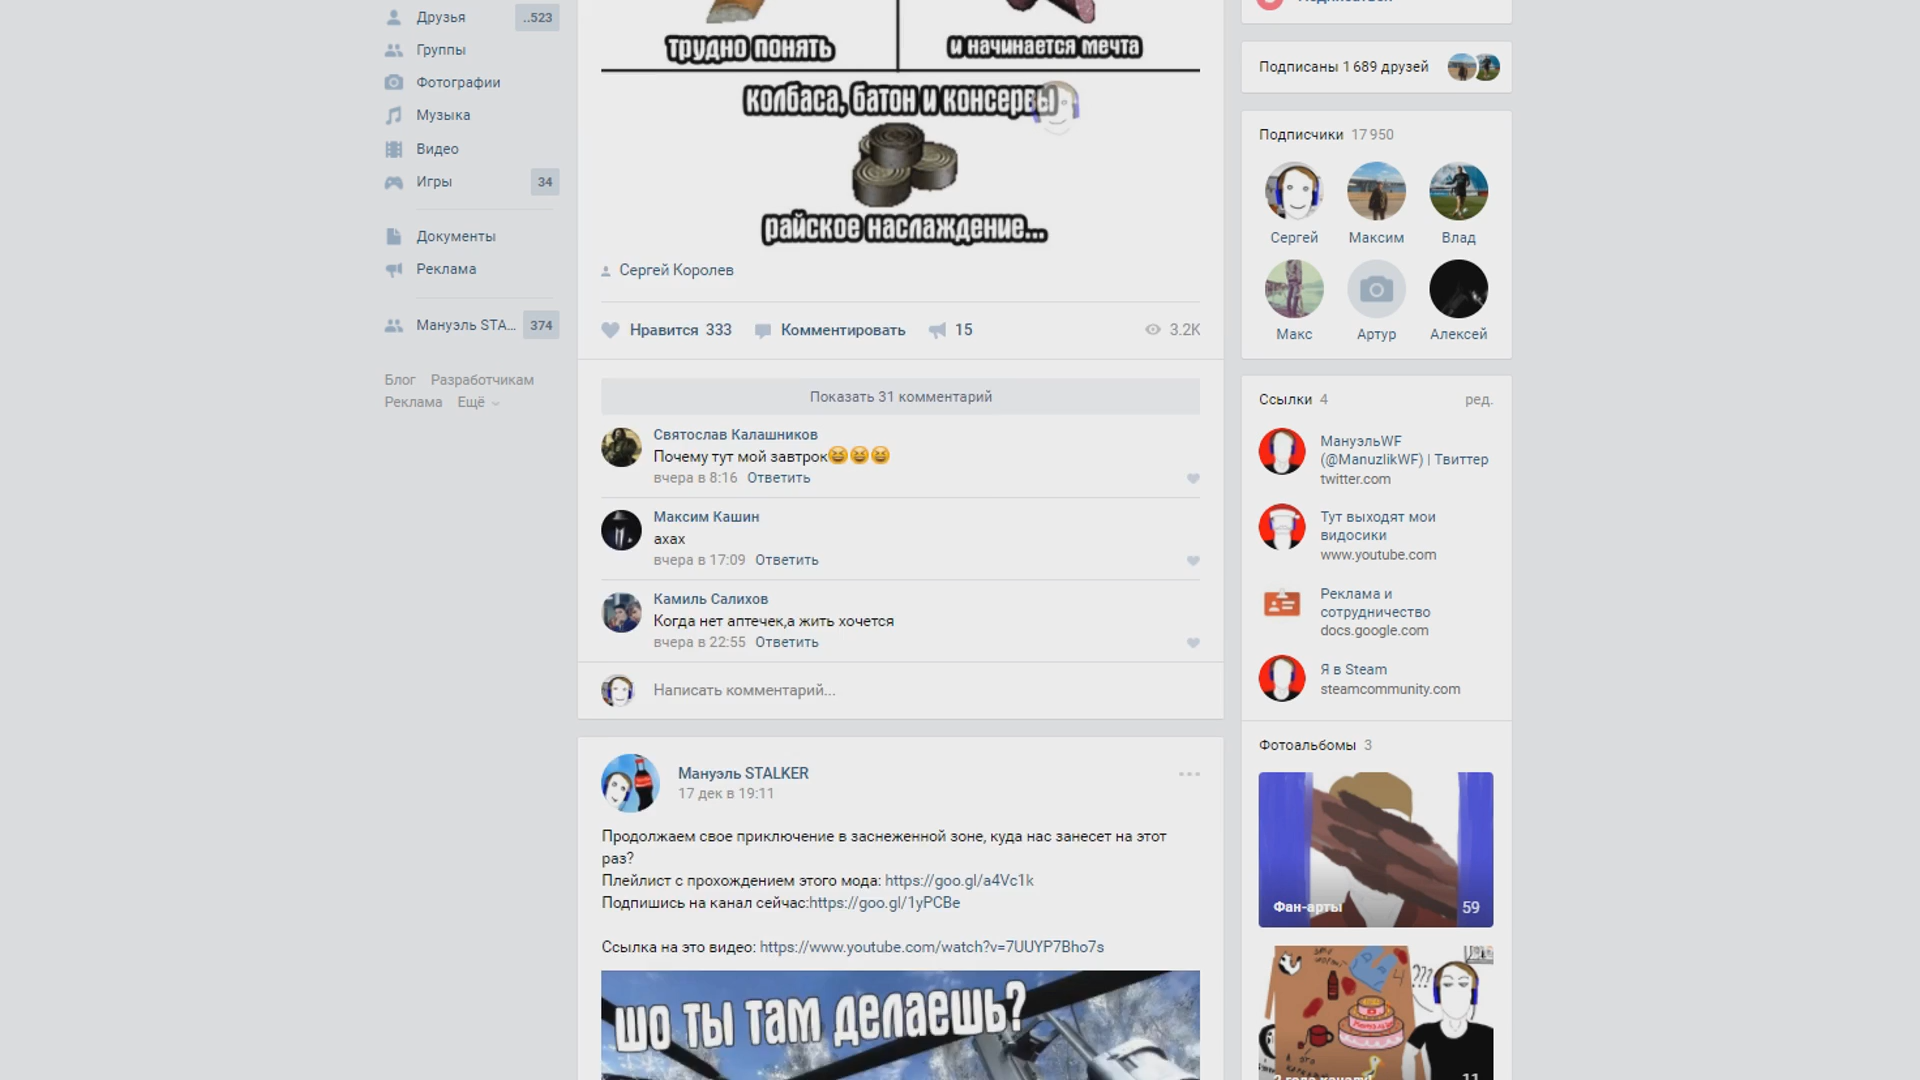 Друзья
..523
Группы
Фотографии
Музыка
Видео
Игры
34
Документы
Реклама
Мануэль STA...
374
Блог Разработчикам
Реклама Ещё
трудно понять
и начинается мечта
колбаса, батон и консервы
райское наслаждение...
Сергей Королев
Нравится 333
Комментировать
15
3.2K
Показать 31 комментарий
Святослав Калашников
Почему тут мой завтрок😆😆😆
вчера в 8:16 Ответить
Максим Кашин
ахах
вчера в 17:09 Ответить
Камиль Салихов
Когда нет аптечек,а жить хочется
вчера в 22:55 Ответить
Написать комментарий...
Мануэль STALKER
17 дек в 19:11
Продолжаем свое приключение в заснеженной зоне, куда нас занесет на этот
раз?
Плейлист с прохождением этого мода: https://goo.gl/a4Vc1k
Подпишись на канал сейчас:https://goo.gl/1yPCBe
Ссылка на это видео: https://www.youtube.com/watch?v=7UUYP7Bho7s
шо ты там делаешь?
Подписаны 1 689 друзей
Подписчики 17 950
Сергей Максим Влад
Макс Артур Алексей
Ссылки 4
ред.
МануэльWF
(@ManuzlikWF) | Твиттер
twitter.com
Тут выходят мои
видосики
www.youtube.com
Реклама и
сотрудничество
docs.google.com
Я в Steam
steamcommunity.com
Фотоальбомы 3
Фан-арты
59
???
11